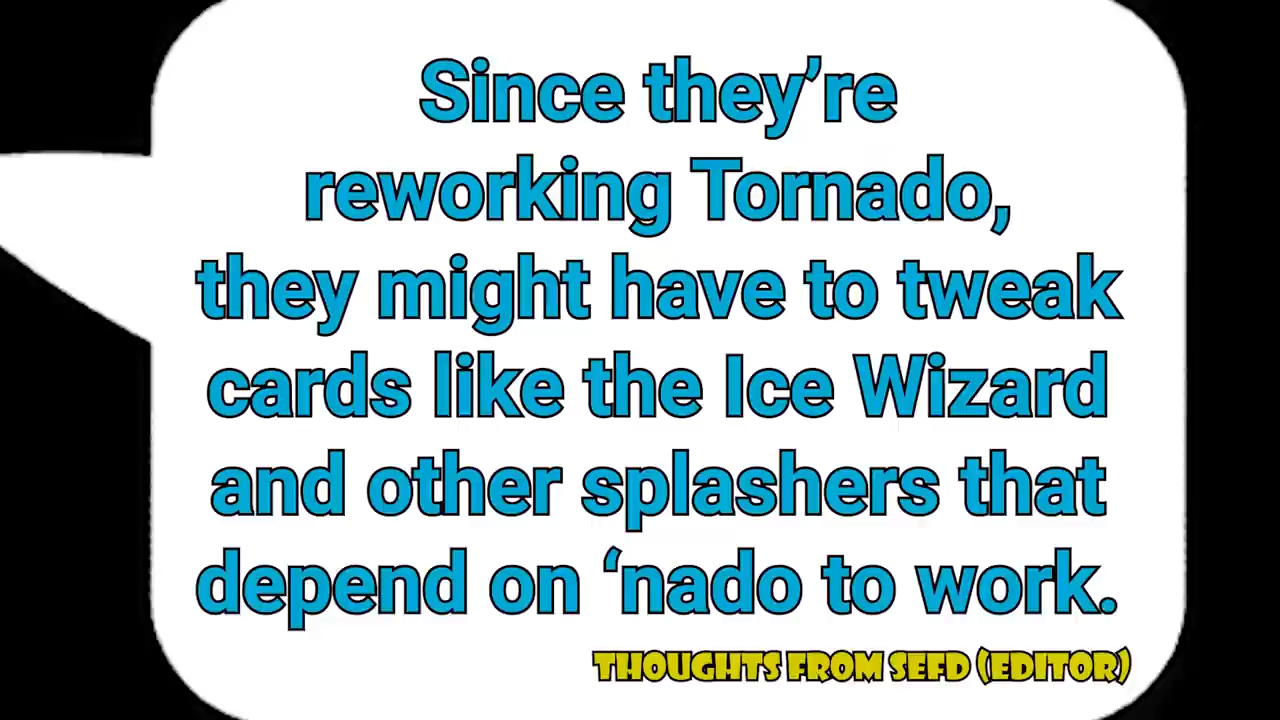 Since they’re
reworking Tornado,
they might have to tweak
cards like the Ice Wizard
and other splashers that
depend on ‘nado to work.
THOUGHTS FROM SEFD (EDITOR)